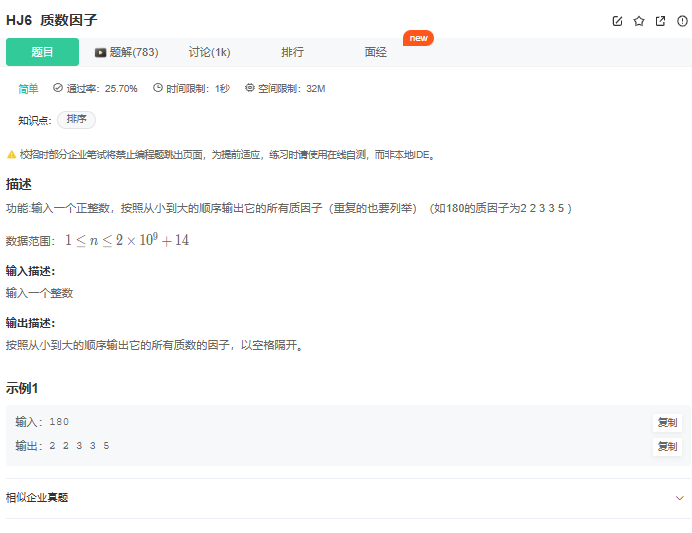 HJ6 质数因子
new
题目 题解(783) 讨论(1k) 排行 面经
简单 通过率：25.70% 时间限制：1秒 空间限制：32M
知识点： 排序
校招时部分企业笔试将禁止编程题跳出页面，为提前适应，练习时请使用在线自测，而非本地IDE。
描述
功能:输入一个正整数，按照从小到大的顺序输出它的所有质因子（重复的也要列举）（如180的质因子为2 2 3 3 5 ）
数据范围： 1 ≤ n ≤ 2 × 10⁹ + 14
输入描述：
输入一个整数
输出描述：
按照从小到大的顺序输出它的所有质数的因子，以空格隔开。
示例1
输入：180 复制
输出：2 2 3 3 5 复制
相似企业真题